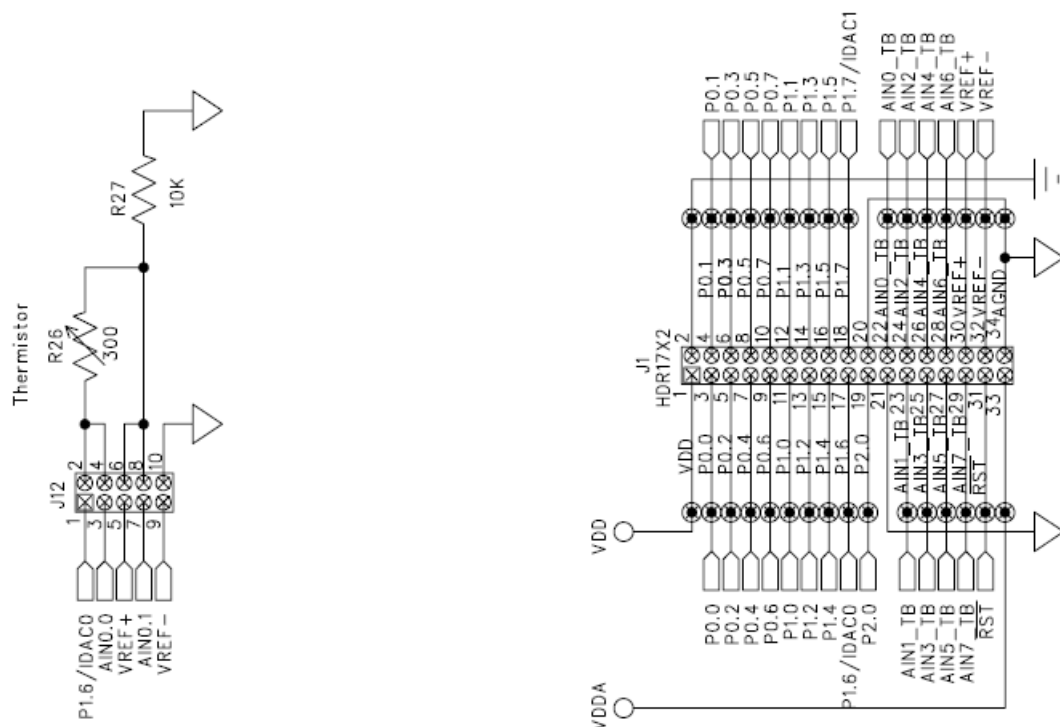 Thermistor
R26
300
R27
10K
J12
1
3
5
7
9
2
4
6
8
10
P1.6/IDAC0
AIN0.0
VREF+
AIN0.1
VREF-
P0.1
P0.3
P0.5
P0.7
P1.1
P1.3
P1.5
P1.7/IDAC1
AIN0_TB
AIN2_TB
AIN4_TB
AIN6_TB
VREF+
VREF-
P0.1
P0.3
P0.5
P0.7
P1.1
P1.3
P1.5
P1.7
AIN0_TB
AIN2_TB
AIN4_TB
AIN6_TB
VREF+
VREF-
AGND
2
4
6
8
10
12
14
16
18
20
22
24
26
28
30
32
34
J1
HDR17X2
1
3
5
7
9
11
13
15
17
19
21
23
25
27
29
31
33
VDD
P0.0
P0.2
P0.4
P0.6
P1.0
P1.2
P1.4
P1.6
P2.0
AIN1_TB
AIN3_TB
AIN5_TB
AIN7_TB
RST
VDD
P0.0
P0.2
P0.4
P0.6
P1.0
P1.2
P1.4
P1.6/IDAC0
P2.0
AIN1_TB
AIN3_TB
AIN5_TB
AIN7_TB
RST
VDDA